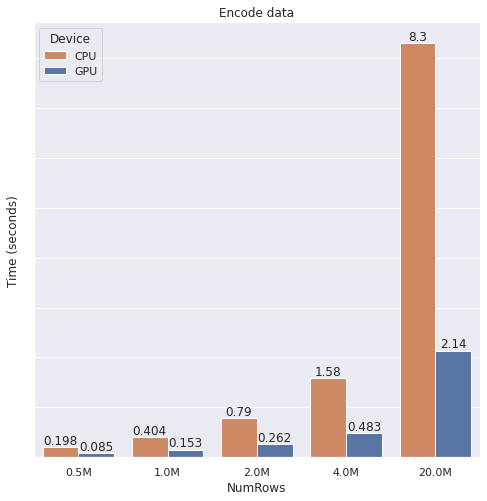 Encode data
Device
CPU
GPU
Time (seconds)
0.198
0.085
0.404
0.153
0.79
0.262
1.58
0.483
8.3
2.14
0.5M
1.0M
2.0M
4.0M
20.0M
NumRows